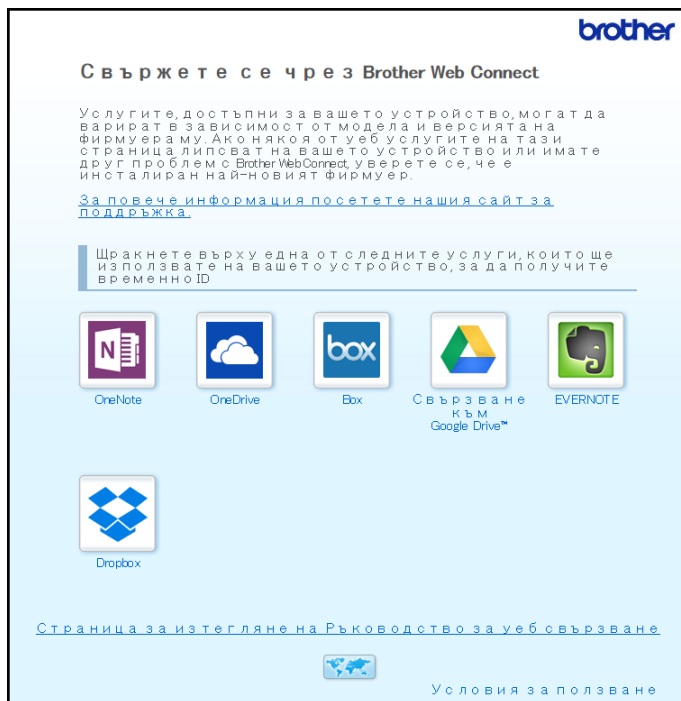 brother
Свържете се чрез Brother Web Connect
Услугите, достъпни за вашето устройство, могат да
варират в зависимост от модела и версията на
фирмуера му. Ако някоя от уеб услугите на тази
страница липсват на вашето устройство или имате
друг проблем с Brother Web Connect, уверете се, че е
инсталиран най-новият фирмуер.
За повече информация посетете нашия сайт за
поддръжка.
Щракнете върху една от следните услуги, които ще
използвате на вашето устройство, за да получите
временно ID
N
box
OneNote
OneDrive
Box
Свързване
към
Google Drive™
EVERNOTE
Dropbox
Страница за изтегляне на Ръководство за уеб свързване
Условия за ползване